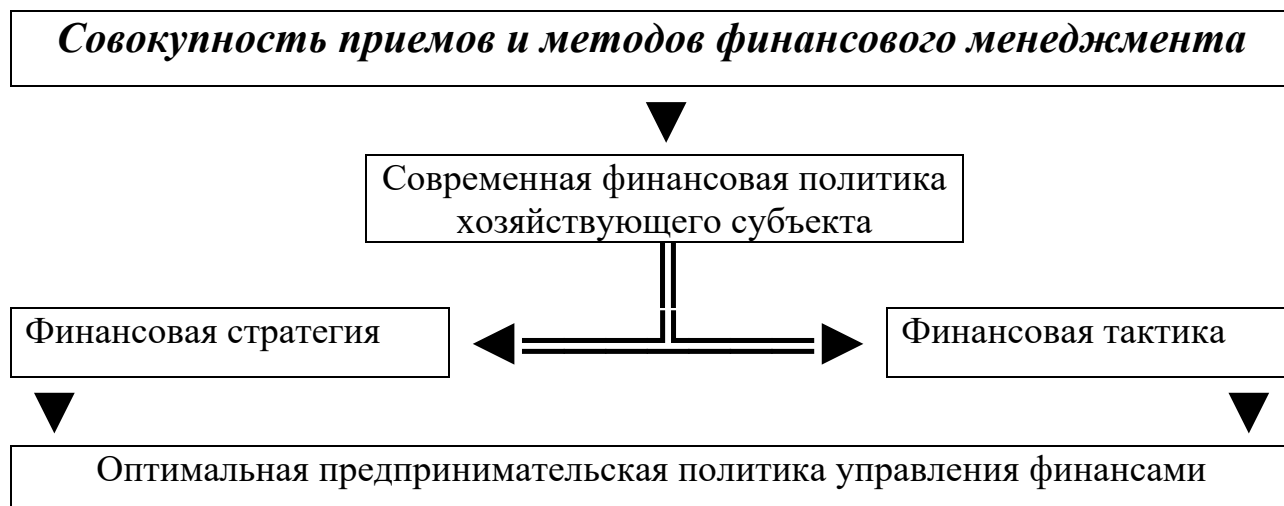 Совокупность приемов и методов финансового менеджмента
Современная финансовая политика
хозяйствующего субъекта
Финансовая стратегия
Финансовая тактика
Оптимальная предпринимательская политика управления финансами